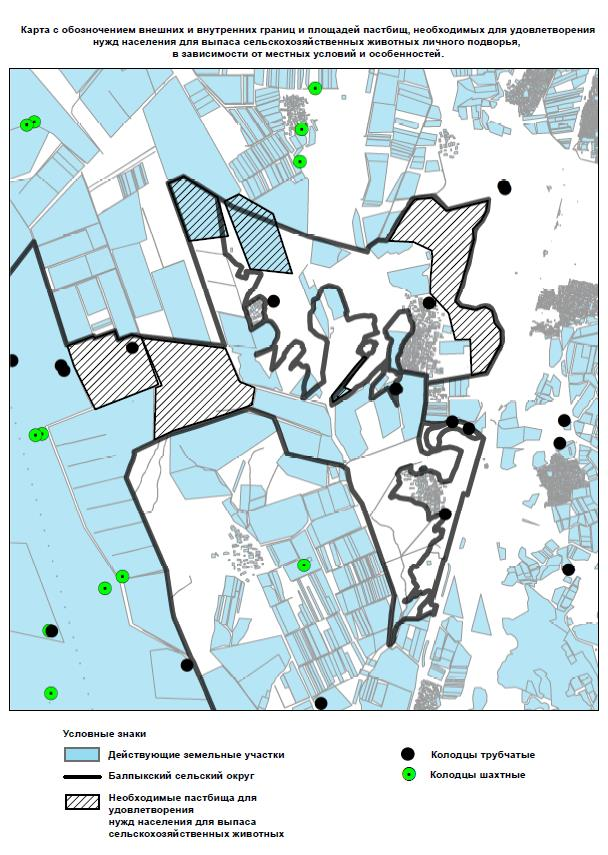 Карта с обозночением внешних и внутренних границ и площадей пастбищ, необходимых для удовлетворения
нужд населения для выпаса сельскохозяйственных животных личного подворья,
в зависимости от местных условий и особенностей.
Условные знаки
Действующие земельные участки
Балпыкский сельский округ
Необходимые пастбища для
удовлетворения
нужд населения для выпаса
сельскохозяйственных животных
Колодцы трубчатые
Колодцы шахтные